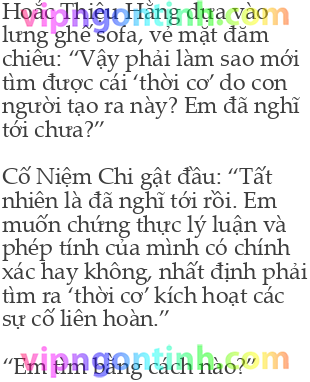 Hoắc Thiệu Hằng dựa vào
lưng ghế sofa, vẻ mặt đăm
chiêu: “Vậy phải làm sao mới
tìm được cái ‘thời cơ’ do con
người tạo ra này? Em đã nghĩ
tới chưa?”
Cố Niệm Chi gật đầu: “Tất
nhiên là đã nghĩ tới rồi. Em
muốn chứng thực lý luận và
phép tính của mình có chính
xác hay không, nhất định phải
tìm ra ‘thời cơ’ kích hoạt các
sự cố liên hoàn.”
“Em tìm bằng cách nào?”
vipngontinh.com
vipngontinh.com